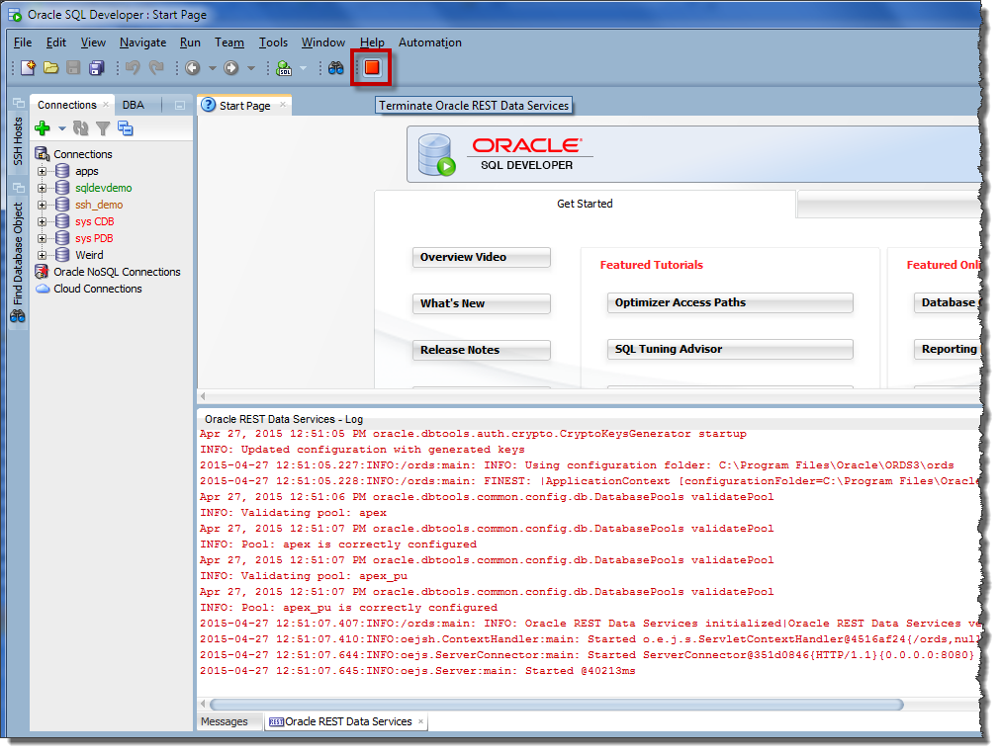 Oracle SQL Developer : Start Page
File Edit View Navigate Run Team Tools Window Help Automation
SQL
Connections DBA
Start Page
Terminate Oracle REST Data Services
SSH Hosts
Find Database Object
Connections
apps
sqldevdemo
ssh_demo
sys CDB
sys PDB
Weird
Oracle NoSQL Connections
Cloud Connections
ORACLE
SQL DEVELOPER
Get Started
Overview Video
What's New
Release Notes
Featured Tutorials
Optimizer Access Paths
SQL Tuning Advisor
Featured Onli
Database
Reporting
Oracle REST Data Services - Log
Apr 27, 2015 12:51:05 PM oracle.dbtools.auth.crypto.CryptoKeysGenerator startup
INFO: Updated configuration with generated keys
2015-04-27 12:51:05.227:INFO:/ords:main: INFO: Using configuration folder: C:\Program Files\Oracle\ORDS3\ords
2015-04-27 12:51:05.228:INFO:/ords:main: FINEST: |ApplicationContext [configurationFolder=C:\Program Files\Oracle
Apr 27, 2015 12:51:06 PM oracle.dbtools.common.config.db.DatabasePools validatePool
INFO: Validating pool: apex
Apr 27, 2015 12:51:07 PM oracle.dbtools.common.config.db.DatabasePools validatePool
INFO: Pool: apex is correctly configured
Apr 27, 2015 12:51:07 PM oracle.dbtools.common.config.db.DatabasePools validatePool
INFO: Validating pool: apex_pu
Apr 27, 2015 12:51:07 PM oracle.dbtools.common.config.db.DatabasePools validatePool
INFO: Pool: apex_pu is correctly configured
2015-04-27 12:51:07.407:INFO:/ords:main: INFO: Oracle REST Data Services initialized|Oracle REST Data Services ve
2015-04-27 12:51:07.410:INFO:oejsh.ContextHandler:main: Started o.e.j.s.ServletContextHandler@4516af24{/ords,nul
2015-04-27 12:51:07.644:INFO:oejs.ServerConnector:main: Started ServerConnector@351d0846{HTTP/1.1}{0.0.0.0:8080}
2015-04-27 12:51:07.645:INFO:oejs.Server:main: Started @40213ms
Messages
REST Oracle REST Data Services